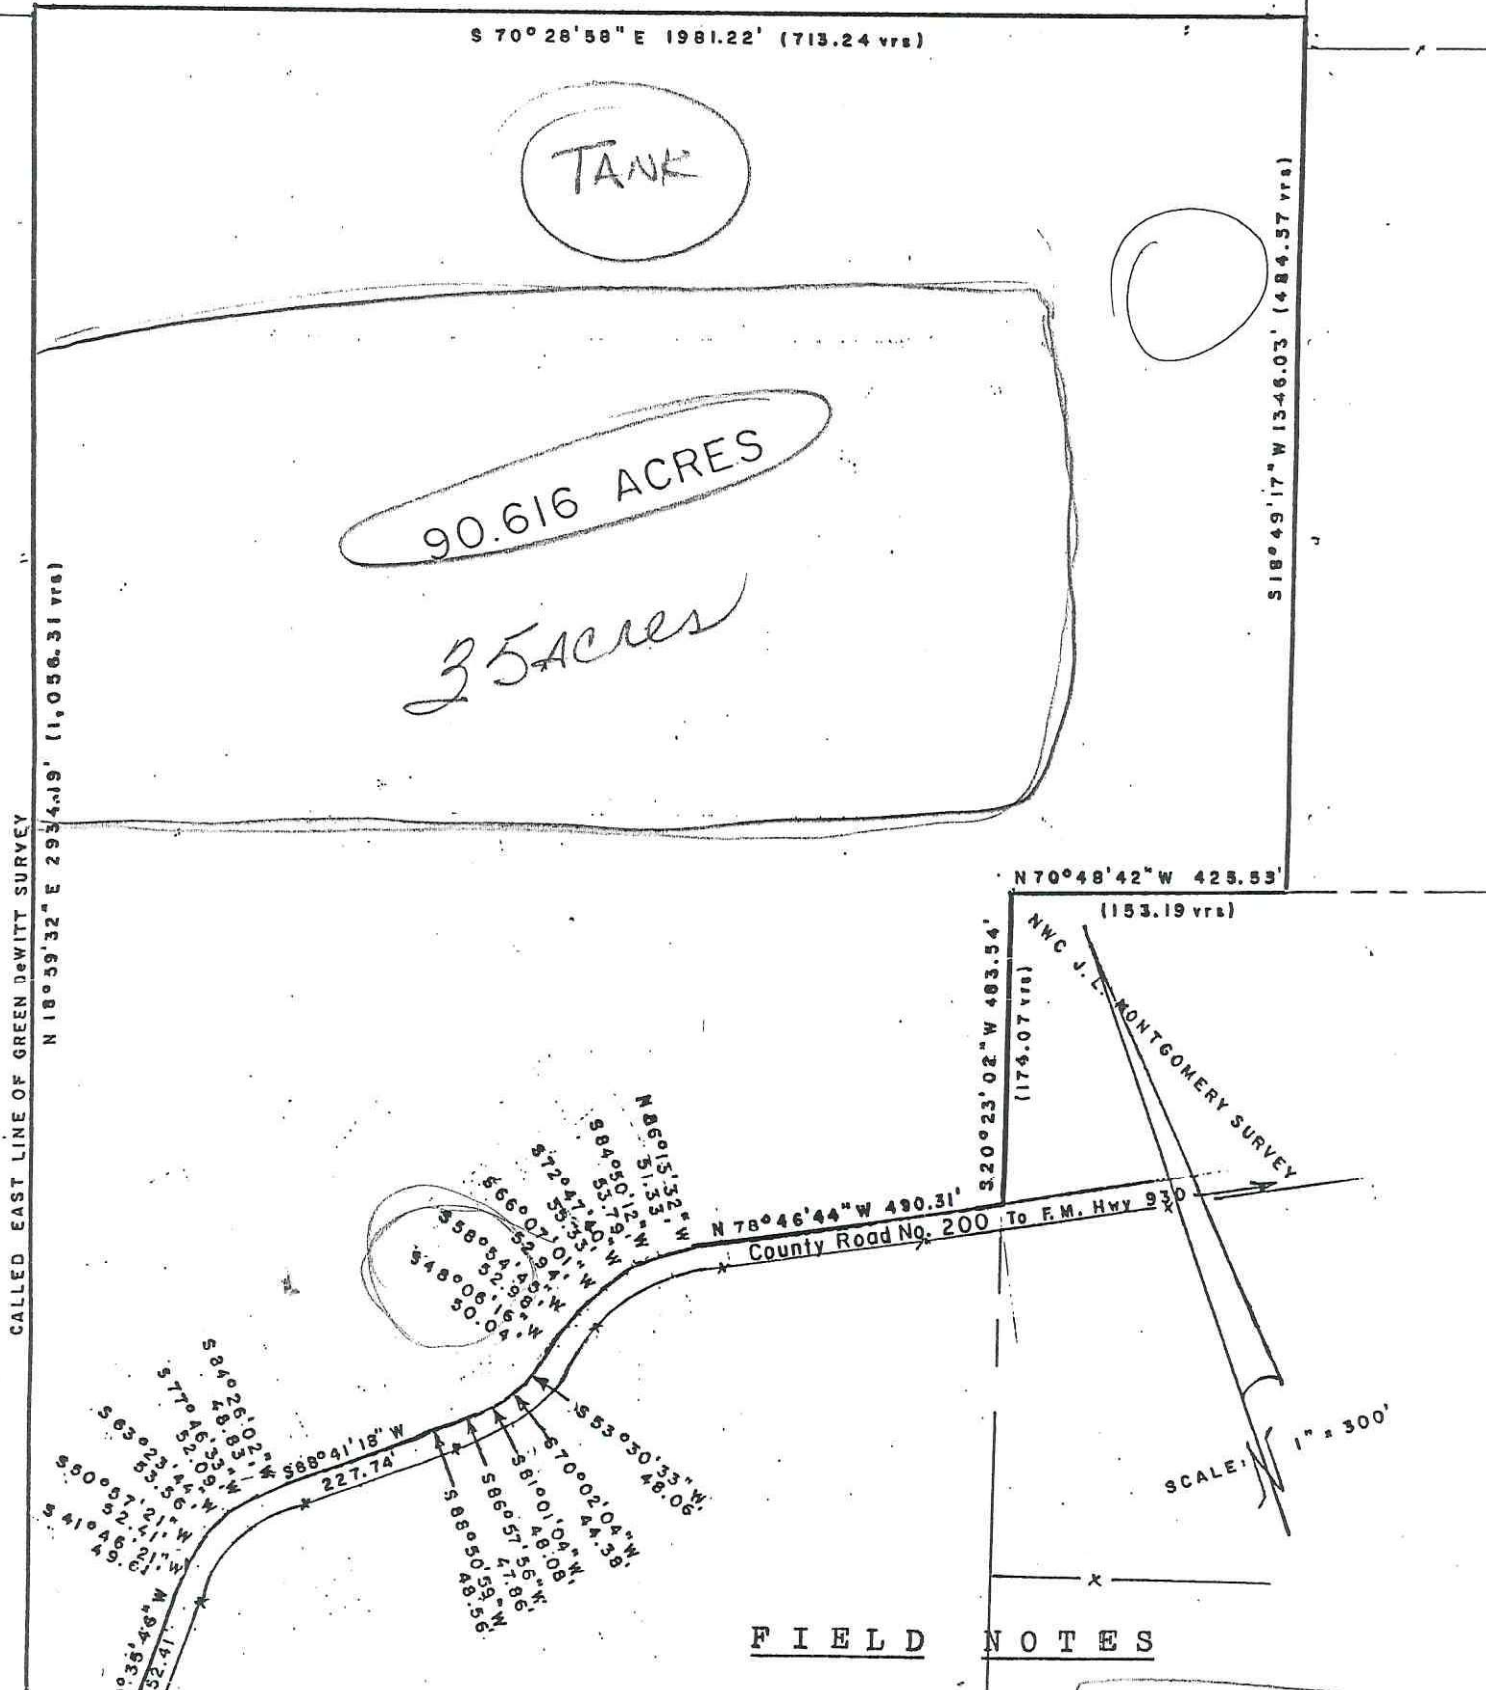 S 70° 28' 58" E 1981.22' (713.24 vrs)
TANK
S 18° 49' 17" W 1346.03' (484.57 vrs)
90.616 ACRES
35 Acres
N 18° 59' 32" E 2934.19' (1,056.31 vrs)
CALLED EAST LINE OF GREEN DeWITT SURVEY
N 70° 48' 42" W 425.53'
(153.19 vrs)
NWC J. L. MONTGOMERY SURVEY
S 20° 23' 02" W 483.54'
(174.07 vrs)
N 86° 15' 32" W
51.33'
S 84° 50' 12" W
53.79'
S 72° 47' 40" W
55.53'
S 66° 07' 01" W
52.94'
S 58° 54' 45" W
52.98'
S 48° 06' 16" W
50.04'
N 78° 46' 44" W 490.31'
County Road No. 200 To F.M. Hwy 930
S 84° 26' 02" W
48.83'
S 77° 46' 33" W
52.09'
S 63° 23' 44" W
53.56'
S 50° 57' 21" W
52.41'
S 41° 46' 21" W
S 88° 41' 18" W
227.74'
S 53° 30' 33" W
48.06
S 70° 02' 04" W
44.38'
S 81° 01' 04" W
48.08'
S 86° 57' 56" W
47.86'
S 88° 50' 59" W
48.56'
SCALE: 1" = 300'
° 35' 46" W
52.41'
FIELD NOTES